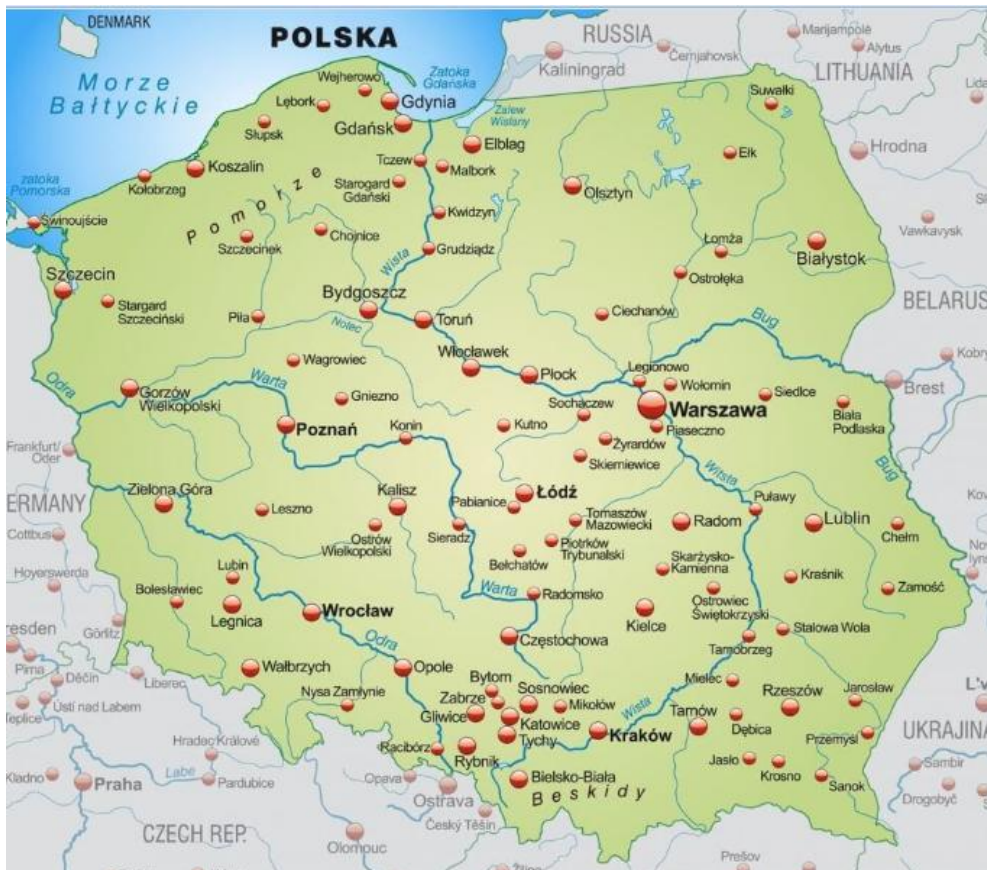 DENMARK
POLSKA
RUSSIA
Marijampolė
Alytus
Černjahovsk
Kaliningrad
LITHUANIA
Lida
Morze
Bałtyckie
Zatoka
Gdańska
Wejherowo
Gdynia
Lębork
Gdańsk
Słupsk
Zalew
Wislany
Elbląg
Suwałki
Hrodna
Koszalin
Tczew
Malbork
Ełk
Kołobrzeg
zatoka
Pomorska
Starogard
Gdański
Olsztyn
Pomorze
Świnoujście
Kwidzyn
Vawkavysk
Szczecinek
Chojnice
Grudziądz
Łomża
Białystok
Wisła
Szczecin
Ostrołęka
Stargard
Szczeciński
Bydgoszcz
Toruń
Ciechanów
BELARUS
Piła
Notec
Bug
Włocławek
Wągrowiec
Płock
Legionowo
Wołomin
Kobry
Brest
Odra
Gorzów
Wielkopolski
Warta
Gniezno
Sochaczew
Siedlce
Warszawa
Biała
Podlaska
Poznań
Konin
Kutno
Piaseczno
Żyrardów
Frankfurt/
Oder
Skierniewice
Bug
Wista
GERMANY
Zielona Góra
Kalisz
Łódź
Pabianice
Puławy
Leszno
Tomaszów
Mazowiecki
Radom
Lublin
Chełm
Cottbus
Ostrów
Wielkopolski
Sieradz
Piotrków
Trybunalski
Bełchatów
Skarżysko-
Kamienna
Hoyerswerda
Lubin
Kraśnik
Zamość
Bolesławiec
Warta
Radomsko
Ostrowiec
Świętokrzyski
Legnica
Wrocław
Kielce
Görlitz
Stalowa Wola
Odra
Częstochowa
Tarnobrzeg
Pirna
Děčín
Liberec
Wałbrzych
Opole
Bytom
Sosnowiec
Mielec
Rzeszów
Jarosław
L'v
Ústí nad Labem
Teplice
Nysa Zamłynie
Zabrze
Mikołów
Wisła
Gliwice
Katowice
Tarnów
Dębica
Tychy
Kraków
Przemyśl
UKRAJINA
Hradec Králové
Racibórz
Rybnik
Jasło
Krosno
Sambir
Kladno
Praha
Labe
Pardubice
Opava
Bielsko-Biała
Sanok
Ostrava
Beskidy
Drogobyč
Český Těšín
CZECH REP.
Olomouc
Prešov